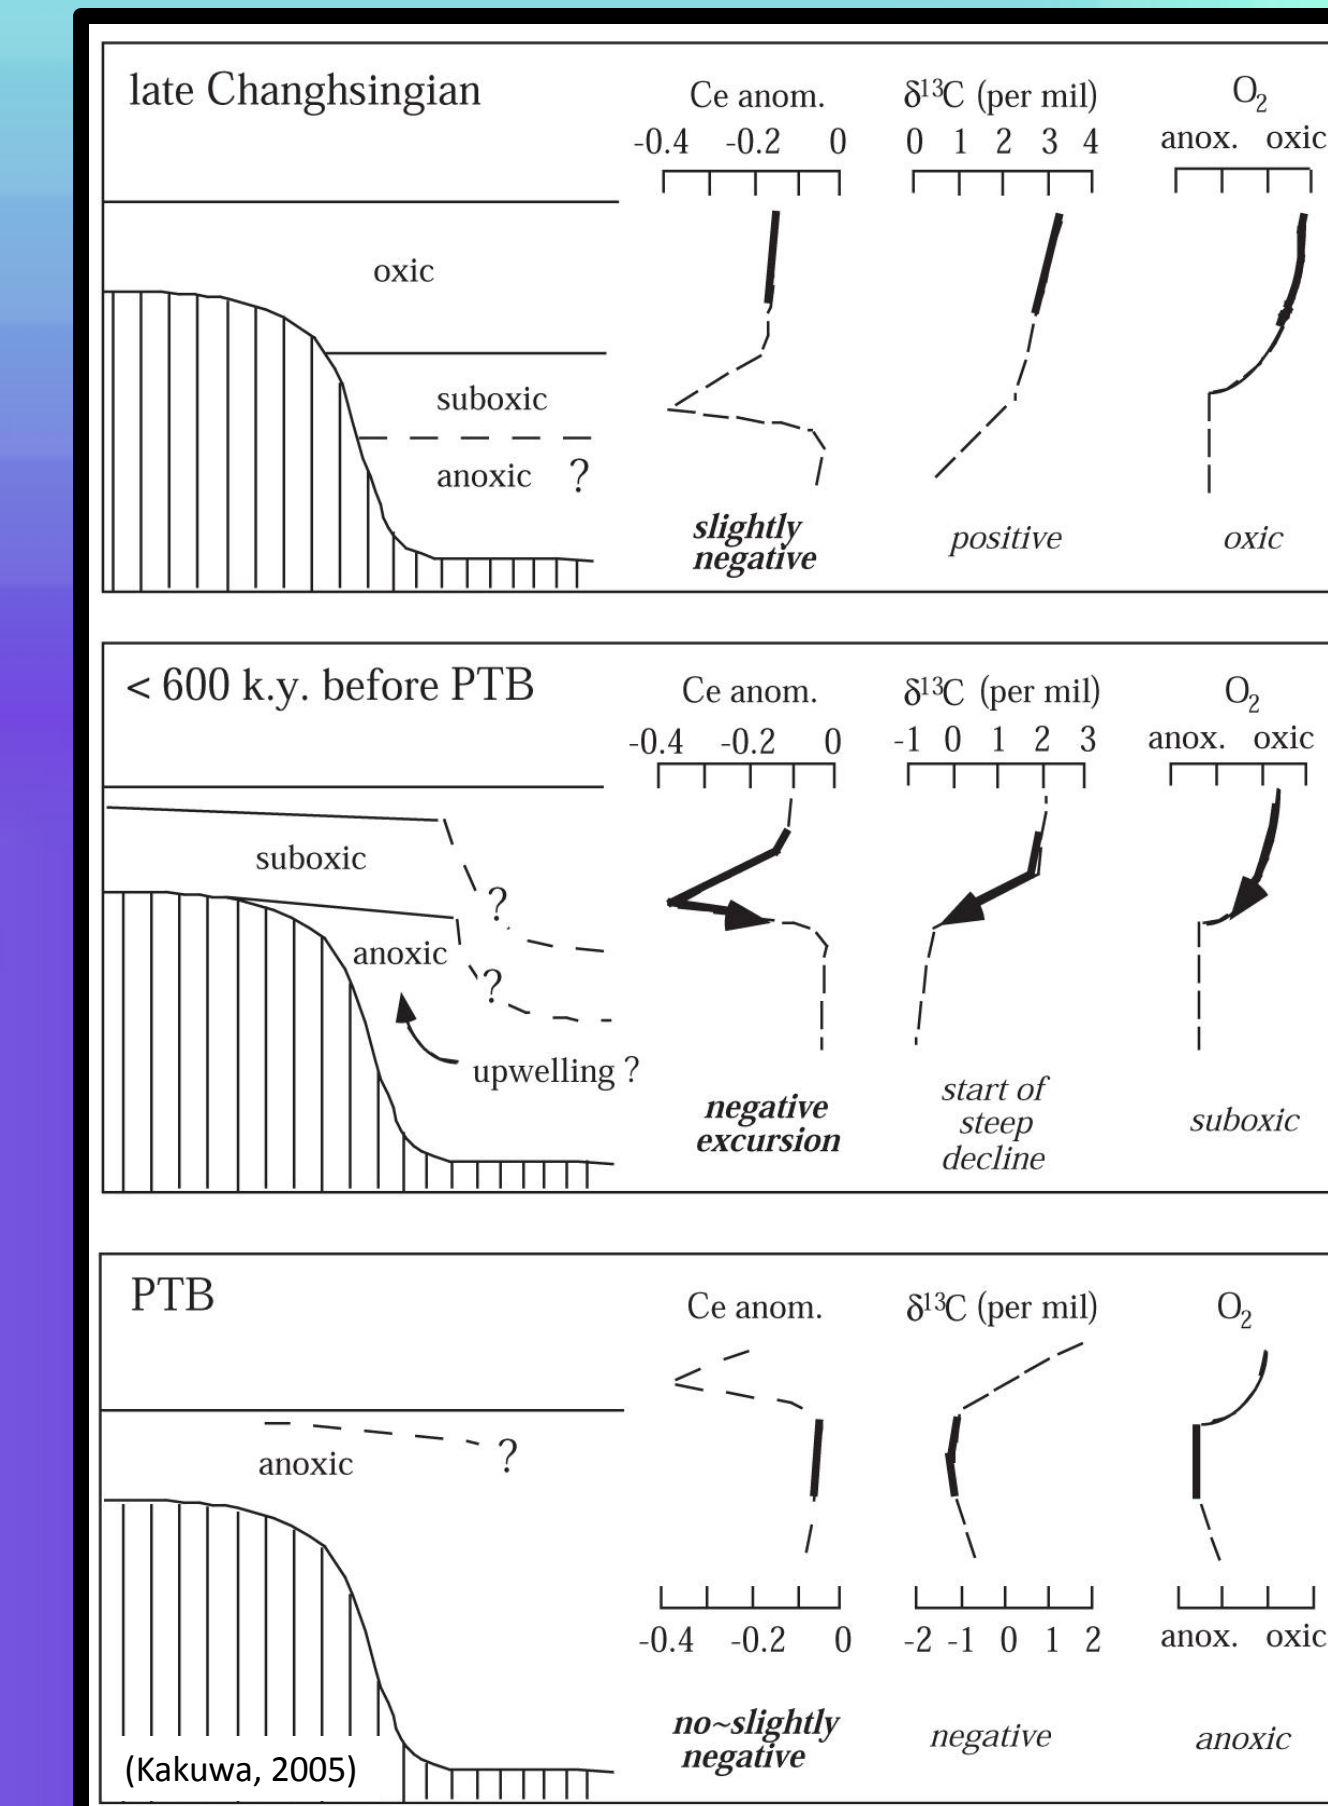 late Changhsingian
Ce anom.
-0.4 -0.2 0
δ¹³C (per mil)
0 1 2 3 4
O₂
anox. oxic
oxic
suboxic
anoxic ?
slightly
negative
positive
oxic
< 600 k.y. before PTB
Ce anom.
-0.4 -0.2 0
δ¹³C (per mil)
-1 0 1 2 3
O₂
anox. oxic
suboxic
?
anoxic
?
upwelling ?
negative
excursion
start of
steep
decline
suboxic
PTB
Ce anom.
δ¹³C (per mil)
O₂
anoxic
?
-0.4 -0.2 0
-2 -1 0 1 2
anox. oxic
no~slightly
negative
negative
anoxic
(Kakuwa, 2005)